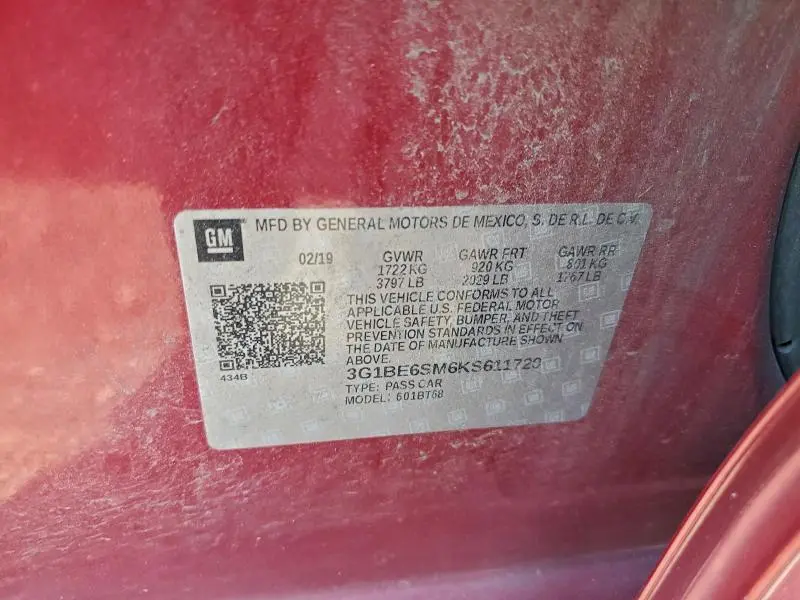 GM
MFD BY GENERAL MOTORS DE MEXICO, S. DE R.L. DE C.V.
02/19 GVWR GAWR FRT GAWR RR
1722 KG 920 KG 801 KG
3797 LB 2029 LB 1767 LB
THIS VEHICLE CONFORMS TO ALL
APPLICABLE U.S. FEDERAL MOTOR
VEHICLE SAFETY, BUMPER, AND THEFT
PREVENTION STANDARDS IN EFFECT ON
THE DATE OF MANUFACTURE SHOWN
ABOVE.
434B
3G1BE6SM6KS611723
TYPE: PASS CAR
MODEL: 6O1BT68